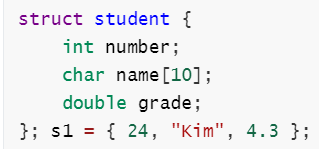 struct student {
    int number;
    char name[10];
    double grade;
}; s1 = { 24, "Kim", 4.3 };